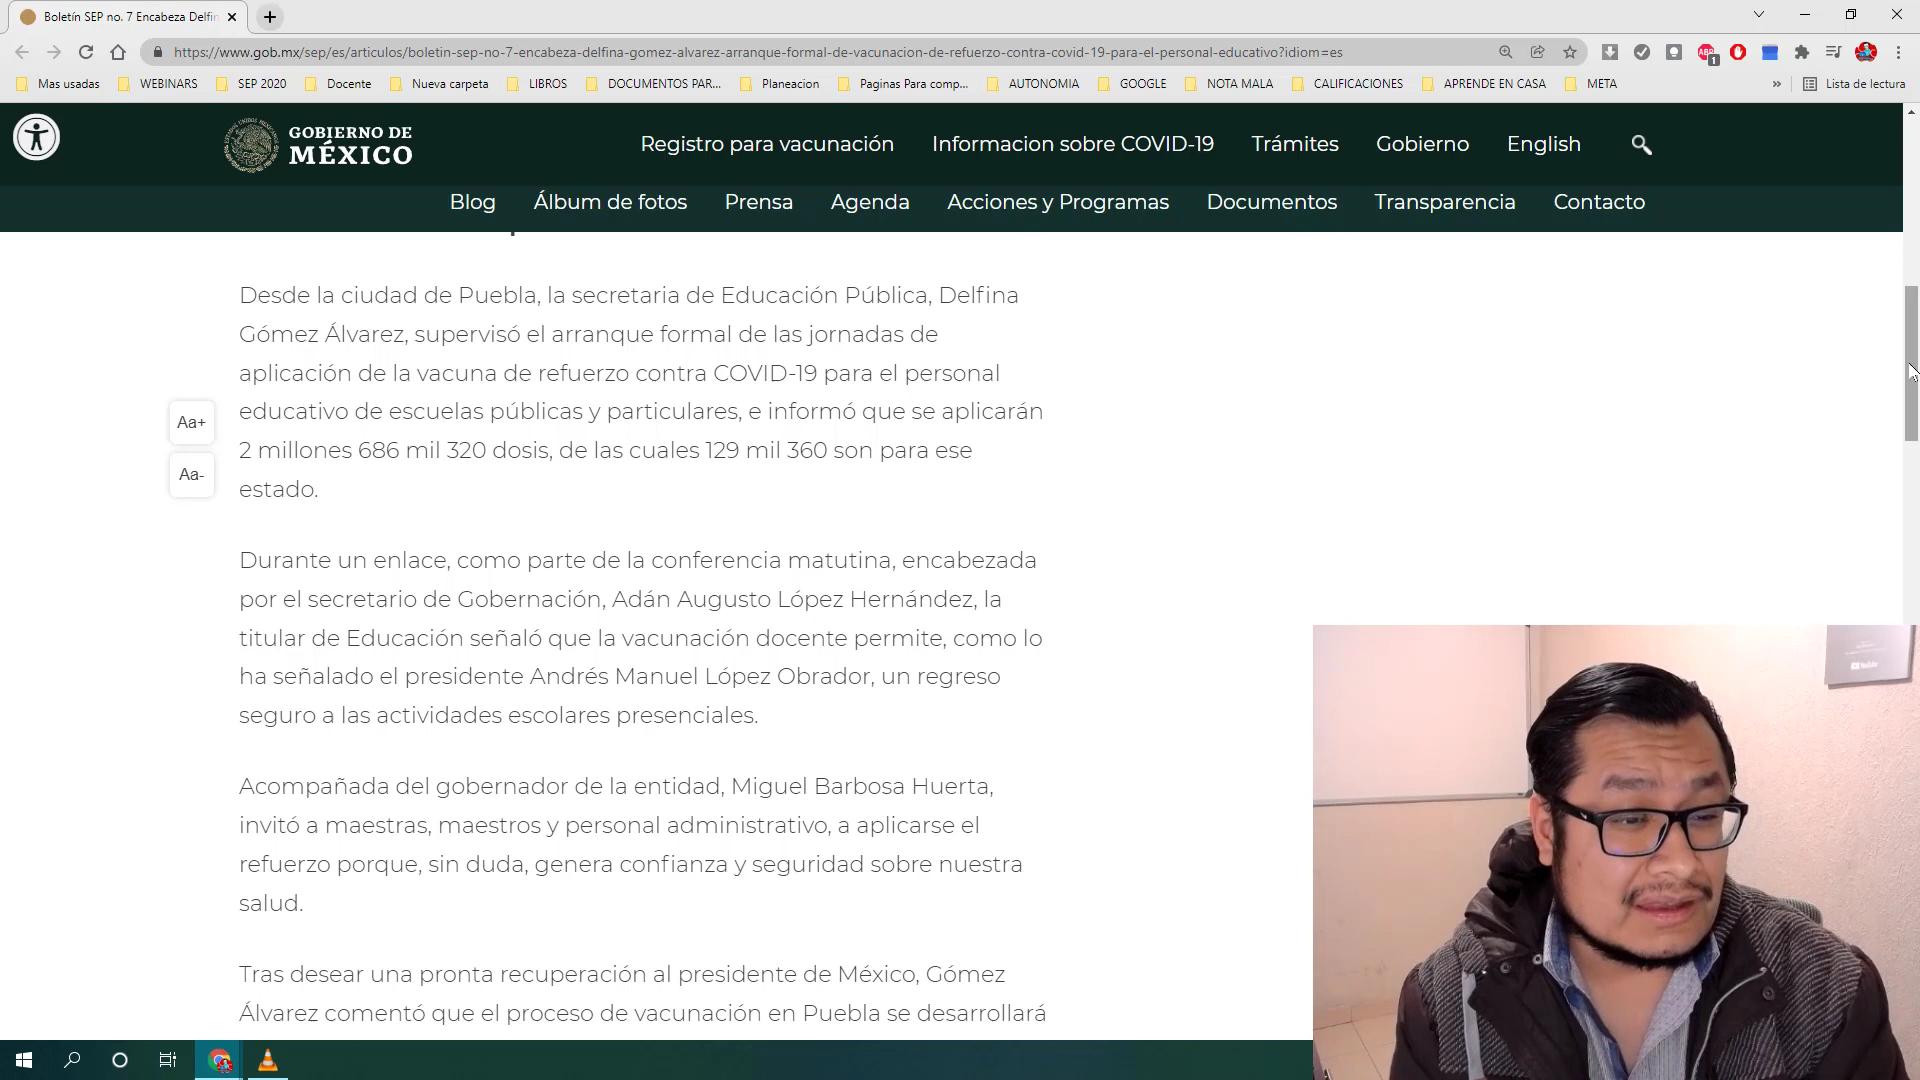 Boletín SEP no. 7 Encabeza Delfin
https://www.gob.mx/sep/es/articulos/boletin-sep-no-7-encabeza-delfina-gomez-alvarez-arranque-formal-de-vacunacion-de-refuerzo-contra-covid-19-para-el-personal-educativo?idiom=es
ABP
1
Mas usadas
WEBINARS
SEP 2020
Docente
Nueva carpeta
LIBROS
DOCUMENTOS PAR...
Planeacion
Paginas Para comp...
AUTONOMIA
GOOGLE
NOTA MALA
CALIFICACIONES
APRENDE EN CASA
META
»
Lista de lectura
GOBIERNO DE
MÉXICO
Registro para vacunación
Informacion sobre COVID-19
Trámites
Gobierno
English
Blog
Álbum de fotos
Prensa
Agenda
Acciones y Programas
Documentos
Transparencia
Contacto
Desde la ciudad de Puebla, la secretaria de Educación Pública, Delfina
Gómez Álvarez, supervisó el arranque formal de las jornadas de
aplicación de la vacuna de refuerzo contra COVID-19 para el personal
educativo de escuelas públicas y particulares, e informó que se aplicarán
2 millones 686 mil 320 dosis, de las cuales 129 mil 360 son para ese
estado.
Aa+
Aa-
Durante un enlace, como parte de la conferencia matutina, encabezada
por el secretario de Gobernación, Adán Augusto López Hernández, la
titular de Educación señaló que la vacunación docente permite, como lo
ha señalado el presidente Andrés Manuel López Obrador, un regreso
seguro a las actividades escolares presenciales.
Acompañada del gobernador de la entidad, Miguel Barbosa Huerta,
invitó a maestras, maestros y personal administrativo, a aplicarse el
refuerzo porque, sin duda, genera confianza y seguridad sobre nuestra
salud.
Tras desear una pronta recuperación al presidente de México, Gómez
Álvarez comentó que el proceso de vacunación en Puebla se desarrollará
YouTube